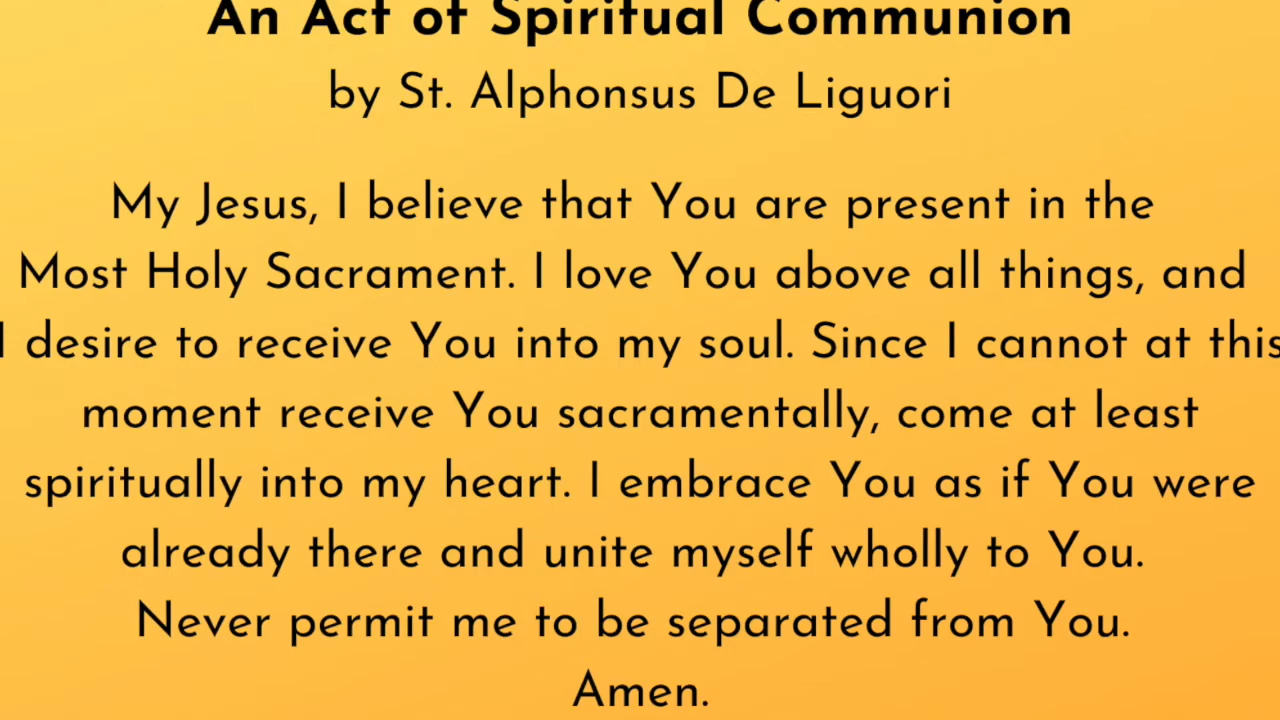 An Act of Spiritual Communion
by St. Alphonsus De Liguori
My Jesus, I believe that You are present in the
Most Holy Sacrament. I love You above all things, and
I desire to receive You into my soul. Since I cannot at this
moment receive You sacramentally, come at least
spiritually into my heart. I embrace You as if You were
already there and unite myself wholly to You.
Never permit me to be separated from You.
Amen.